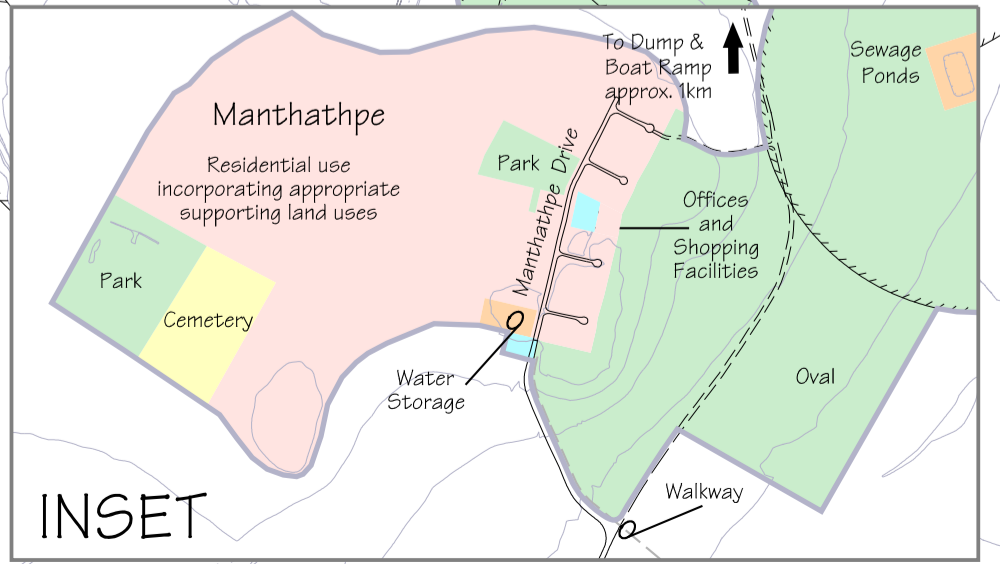 To Dump &
Boat Ramp
approx. 1km
Sewage
Ponds
Manthathpe
Residential use
incorporating appropriate
supporting land uses
Park
Manthathpe Drive
Offices
and
Shopping
Facilities
Park
Cemetery
Water
Storage
Oval
Walkway
INSET